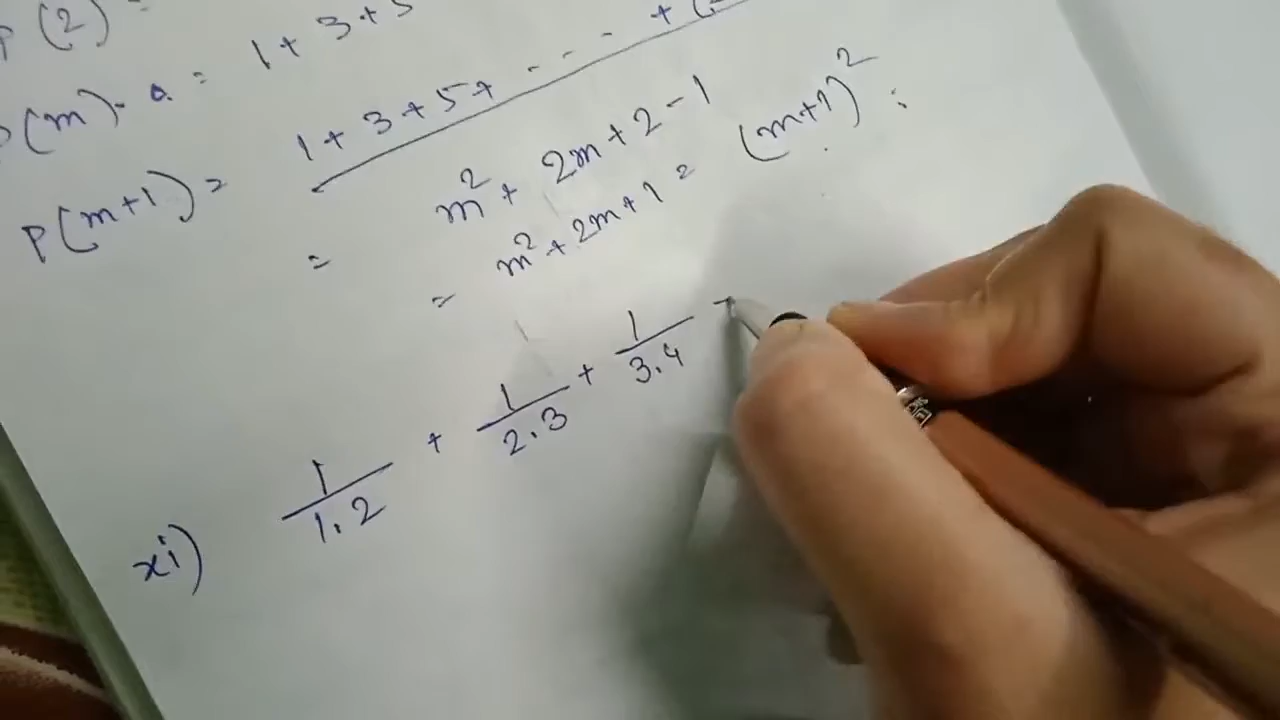 P(2) =
P(m) = 1+3+5
P(m+1) = 1+3+5+ - - - + (
= m² + 2m + 2 - 1
= m² + 2m + 1 = (m+1)² :
xi) 1/1.2 + 1/2.3 + 1/3.4 +